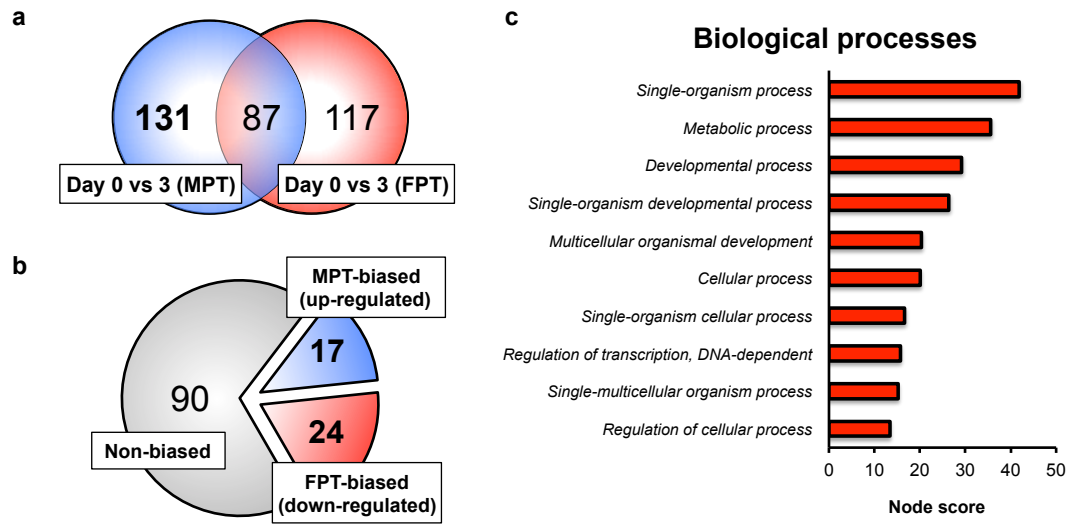 a
131
87
117
Day 0 vs 3 (MPT)
Day 0 vs 3 (FPT)
b
MPT-biased
(up-regulated)
17
90
24
Non-biased
FPT-biased
(down-regulated)
c
Biological processes
Single-organism process
Metabolic process
Developmental process
Single-organism developmental process
Multicellular organismal development
Cellular process
Single-organism cellular process
Regulation of transcription, DNA-dependent
Single-multicellular organism process
Regulation of cellular process
0 10 20 30 40 50
Node score